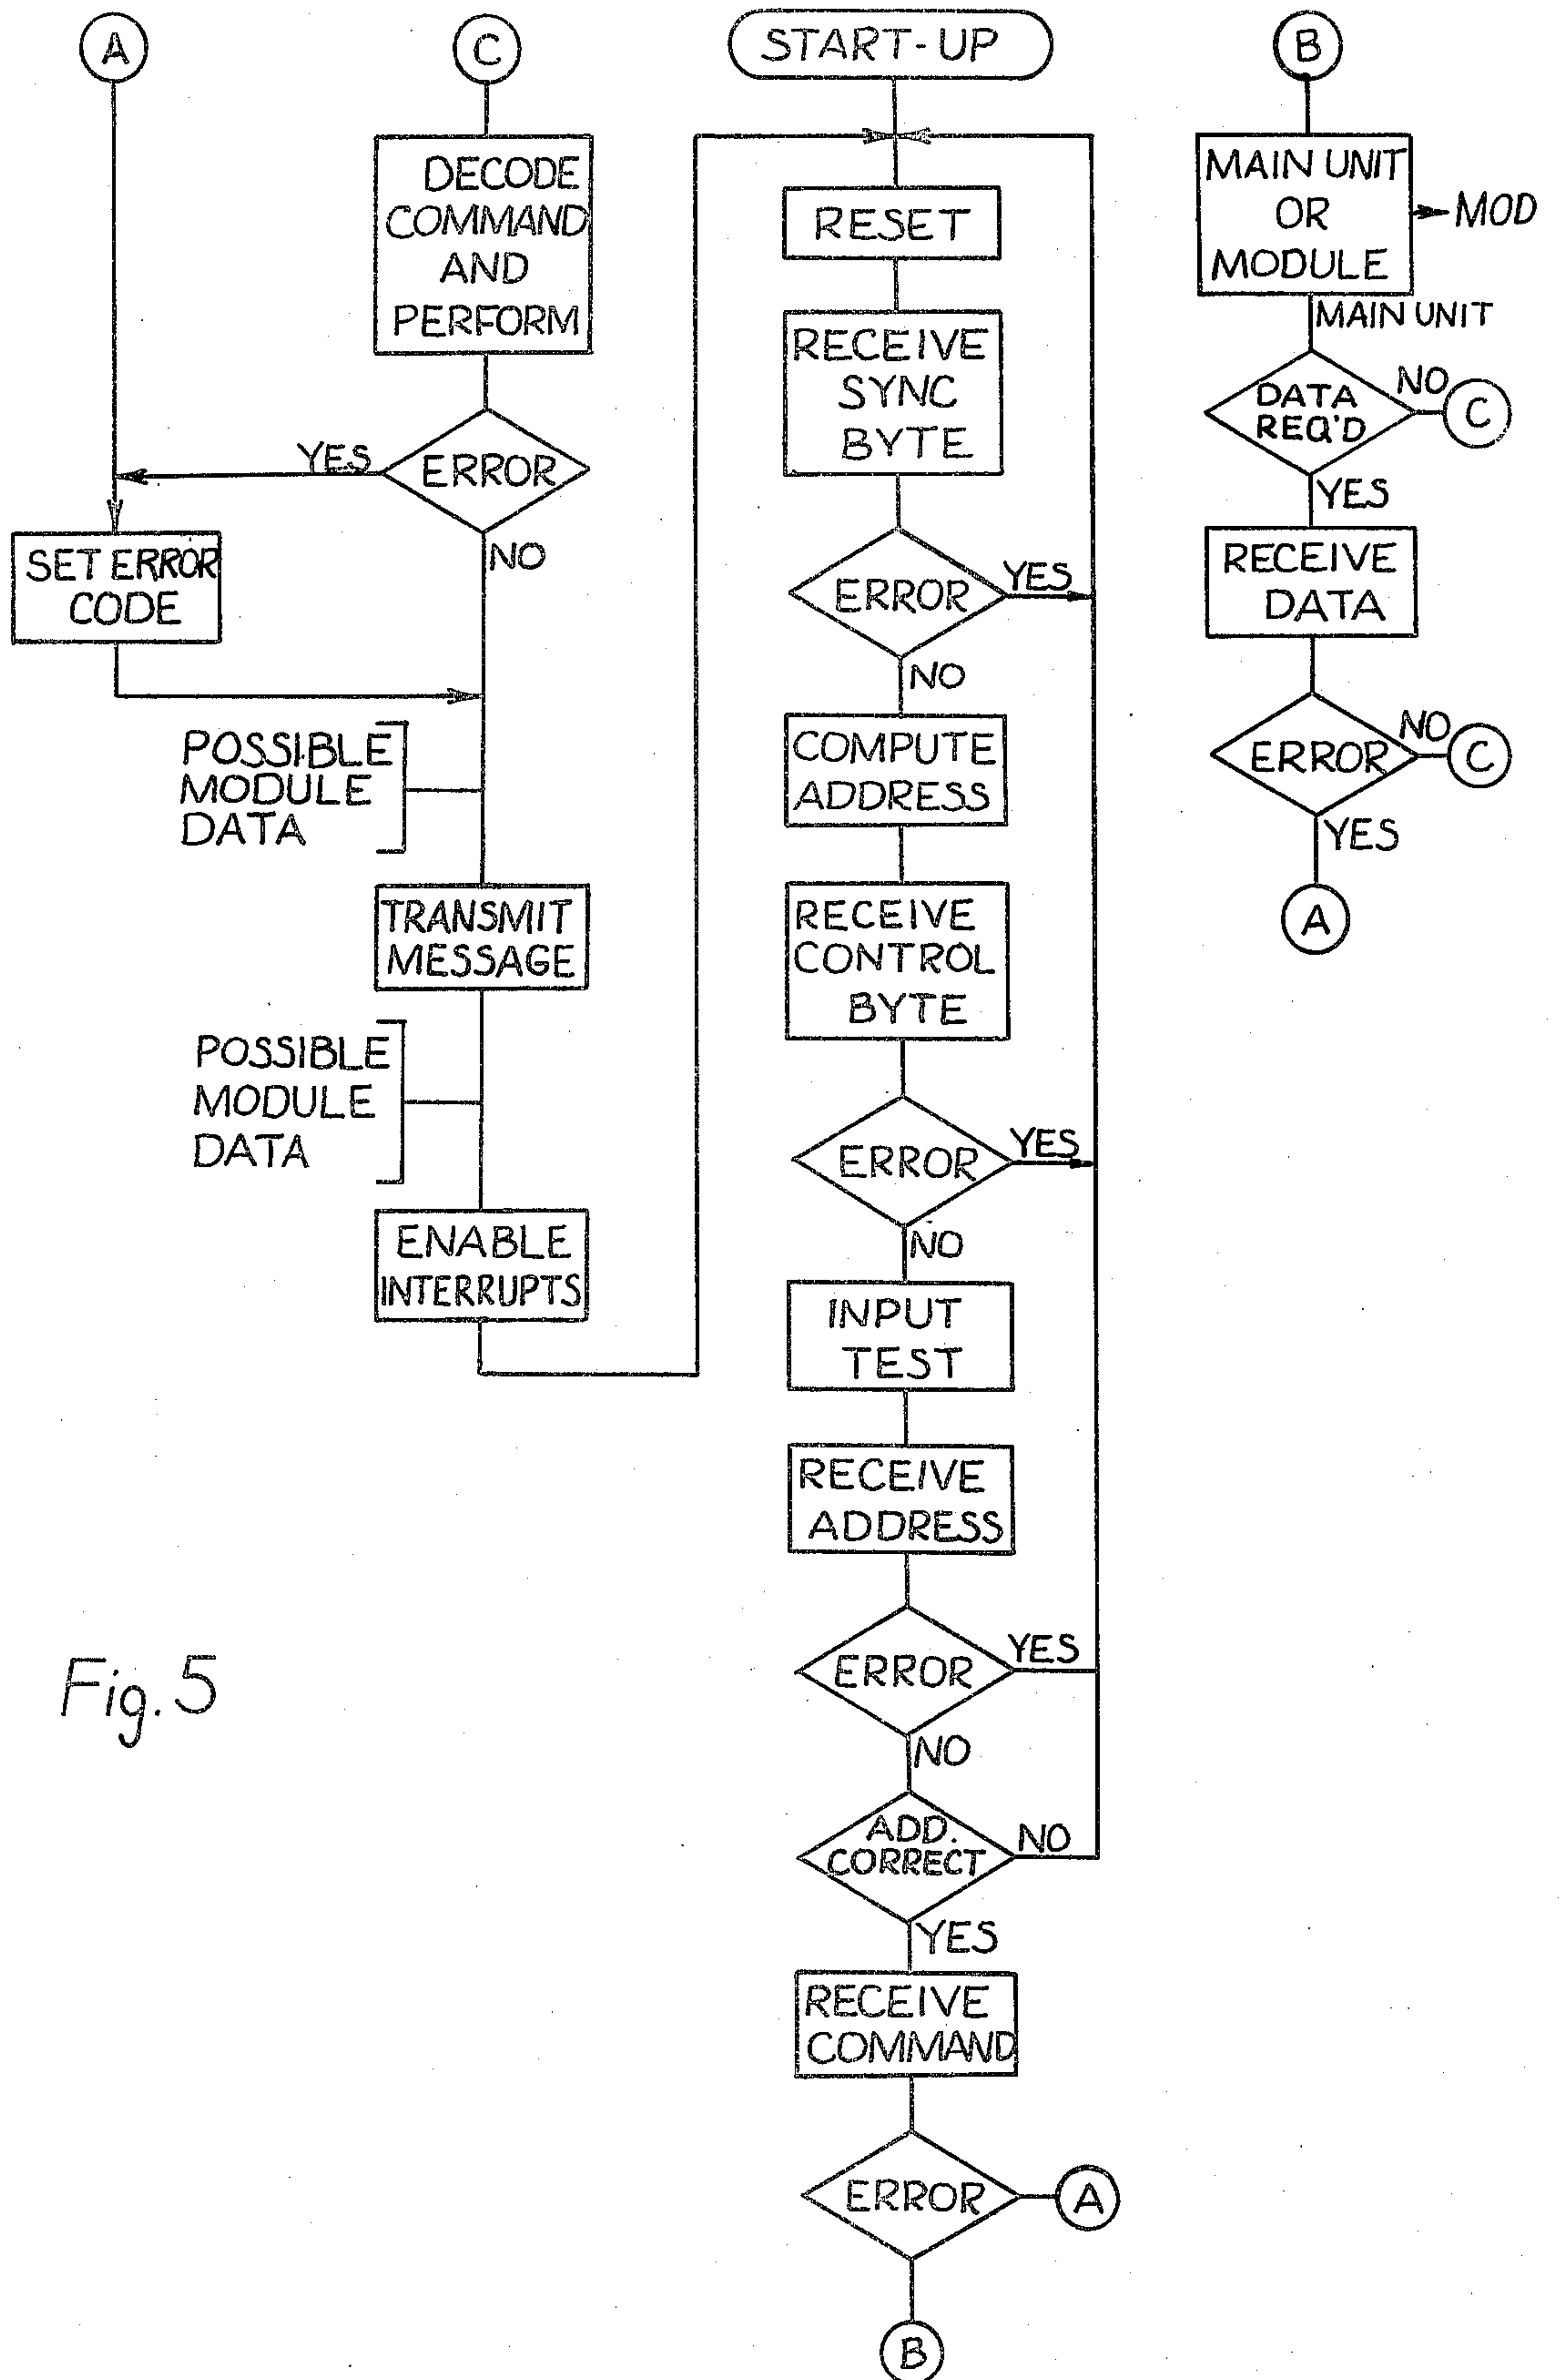 A
DECODE
COMMAND
AND
PERFORM
C
YES
ERROR
NO
SET ERROR
CODE
POSSIBLE
MODULE
DATA
TRANSMIT
MESSAGE
POSSIBLE
MODULE
DATA
ENABLE
INTERRUPTS
START-UP
RESET
RECEIVE
SYNC
BYTE
ERROR
YES
NO
COMPUTE
ADDRESS
RECEIVE
CONTROL
BYTE
ERROR
YES
NO
INPUT
TEST
RECEIVE
ADDRESS
ERROR
YES
NO
ADD.
CORRECT
NO
YES
RECEIVE
COMMAND
ERROR
A
B
B
MAIN UNIT
OR
MODULE
MOD
MAIN UNIT
DATA
REQ'D
NO
C
YES
RECEIVE
DATA
ERROR
NO
C
YES
A
Fig. 5